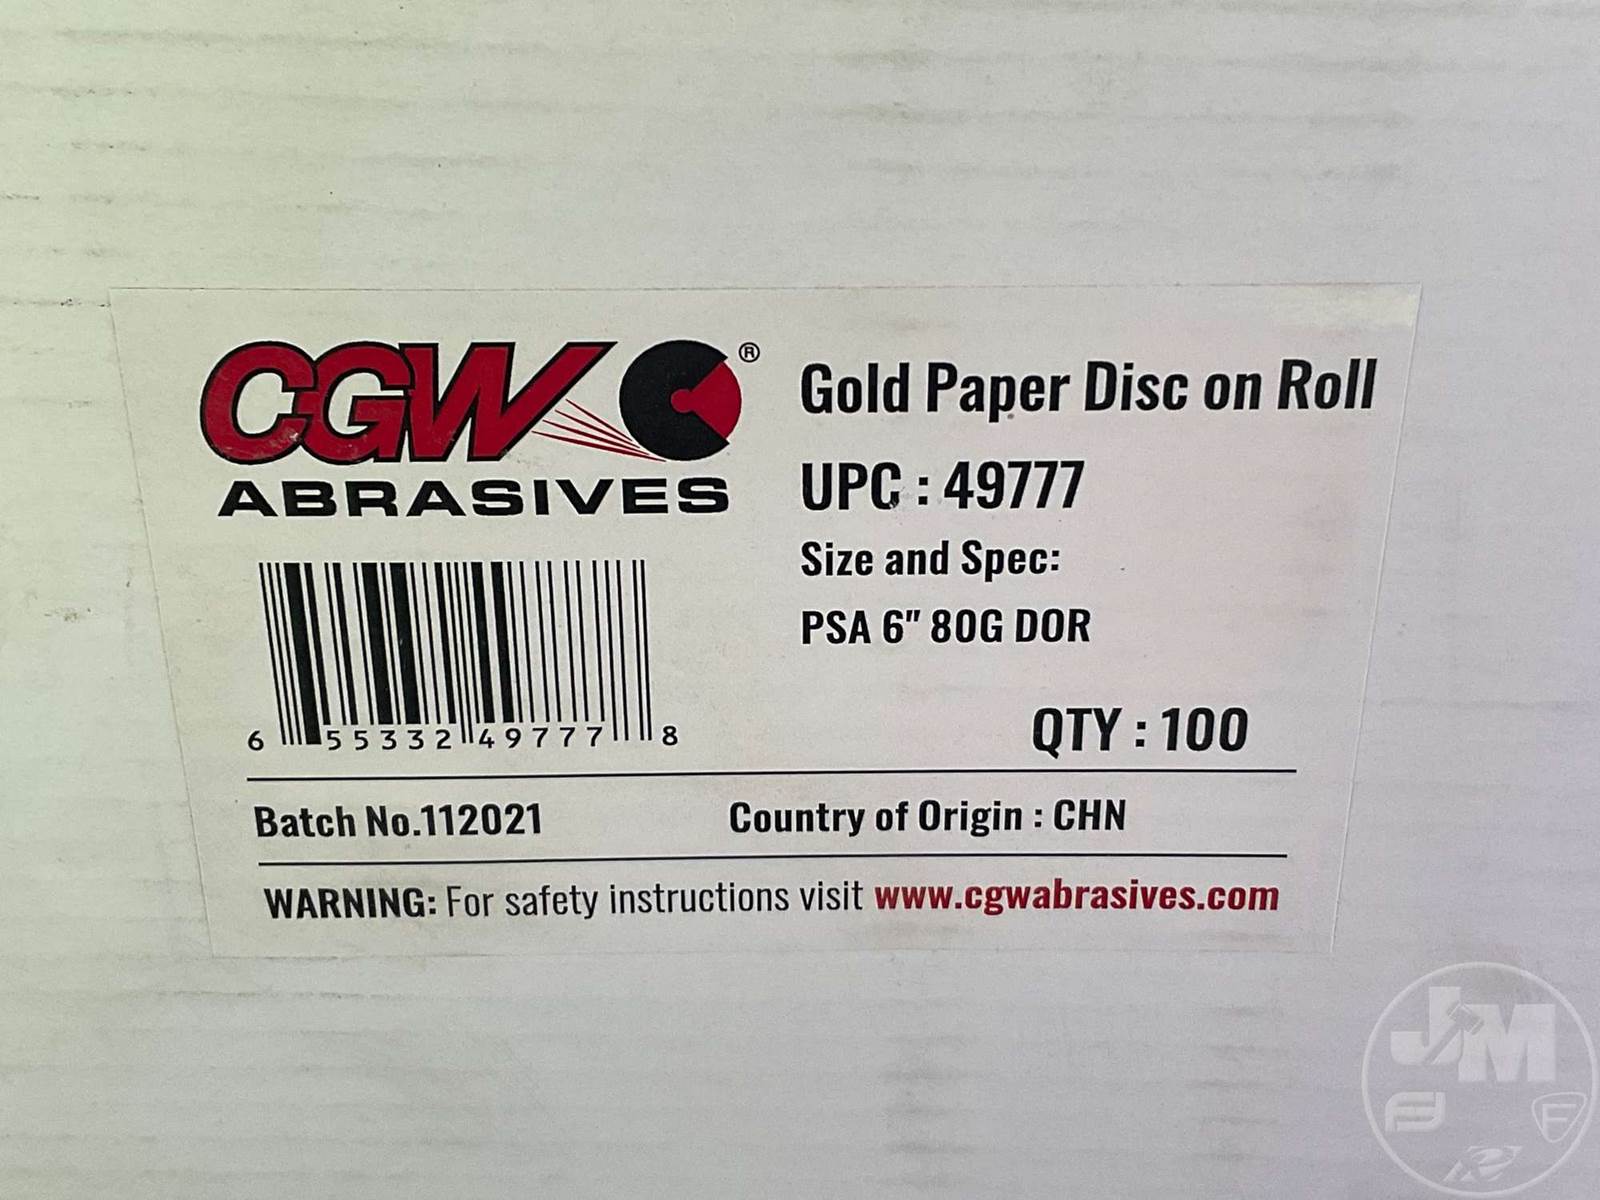 CGW®
ABRASIVES
Gold Paper Disc on Roll
UPC : 49777
Size and Spec:
PSA 6" 80G DOR
QTY : 100
6 55332 49777 8
Batch No.112021
Country of Origin : CHN
WARNING: For safety instructions visit www.cgwabrasives.com
JM